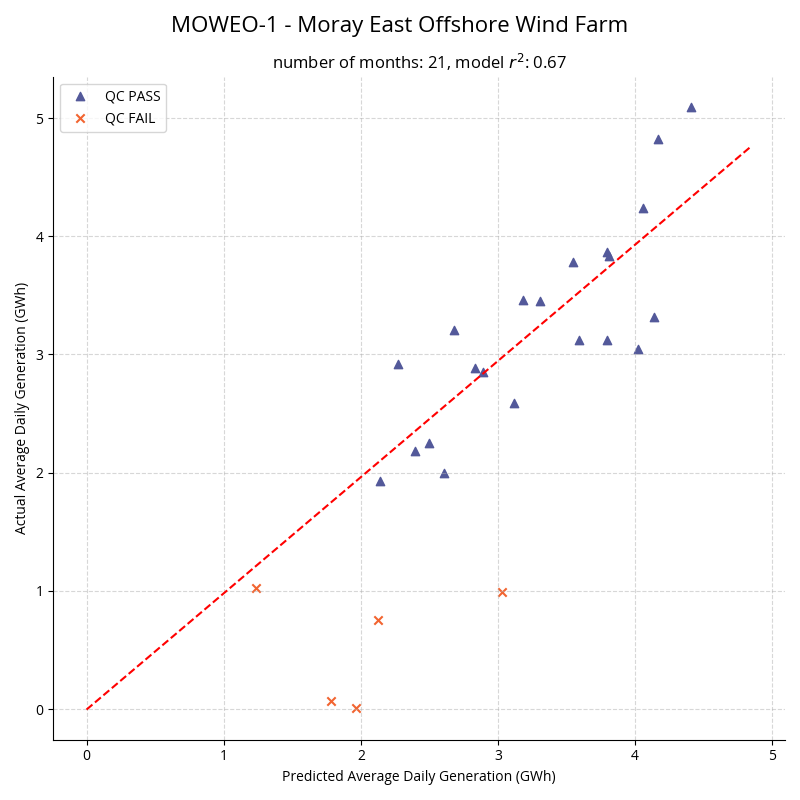 MOWEO-1 - Moray East Offshore Wind Farm
number of months: 21, model r²: 0.67
QC PASS
QC FAIL
5
4
3
2
1
0
Actual Average Daily Generation (GWh)
0 1 2 3 4 5
Predicted Average Daily Generation (GWh)